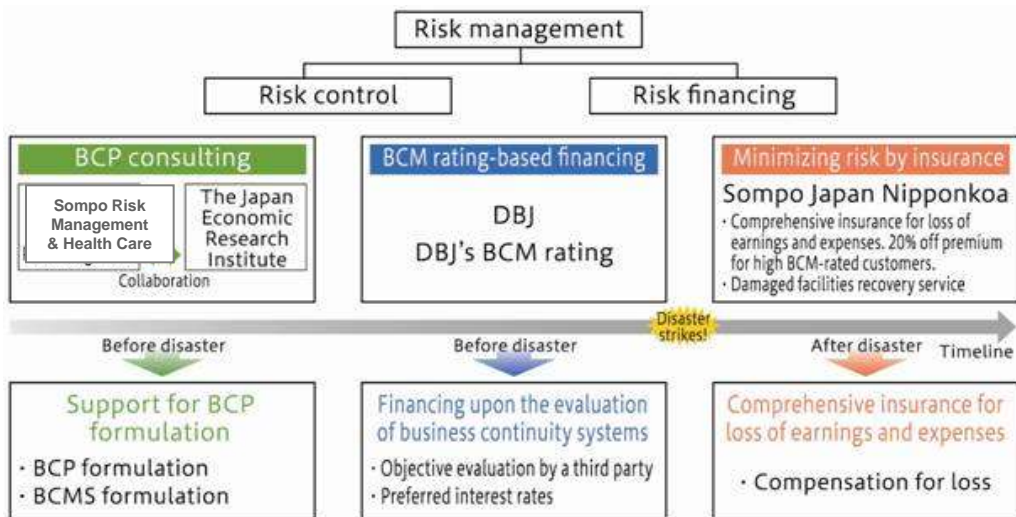 Risk management
Risk control
Risk financing
BCP consulting
Sompo Risk
Management
& Health Care
The Japan
Economic
Research
Institute
Collaboration
BCM rating-based financing
DBJ
DBJ's BCM rating
Minimizing risk by insurance
Sompo Japan Nipponkoa
· Comprehensive insurance for loss of
earnings and expenses. 20% off premium
for high BCM-rated customers.
· Damaged facilities recovery service
Disaster
strikes!
Before disaster
Before disaster
After disaster
Timeline
Support for BCP
formulation
· BCP formulation
· BCMS formulation
Financing upon the evaluation
of business continuity systems
· Objective evaluation by a third party
· Preferred interest rates
Comprehensive insurance for
loss of earnings and expenses
· Compensation for loss